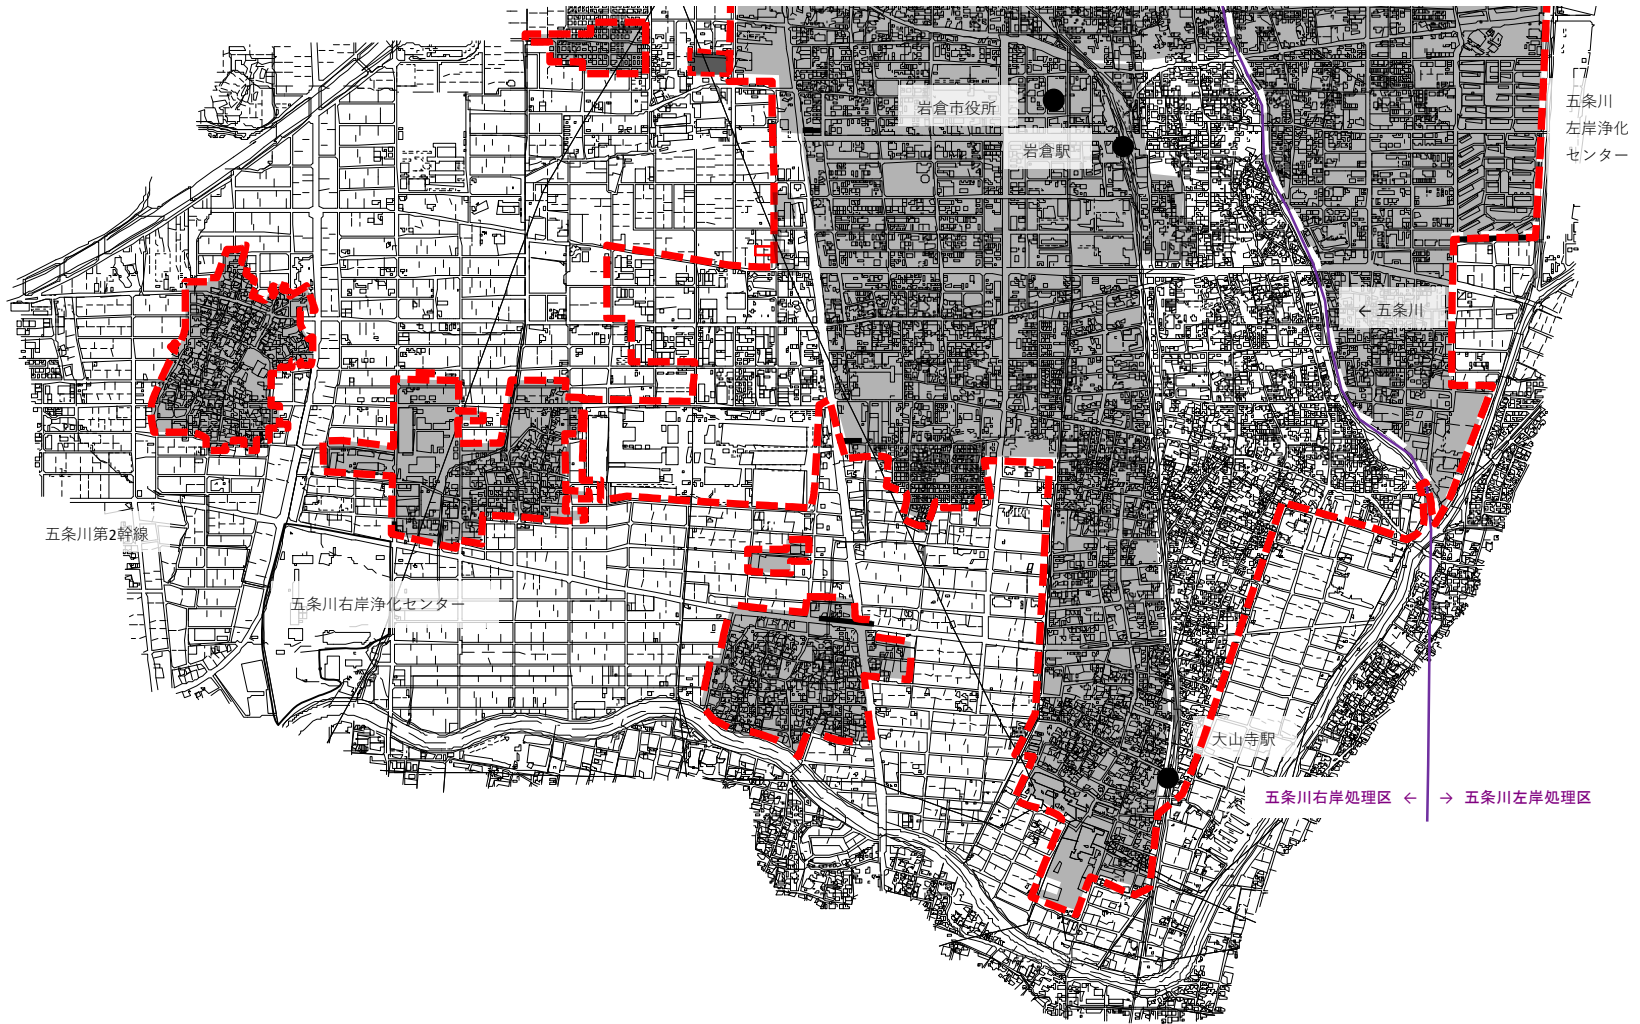 岩倉市役所
岩倉駅
五条川
左岸浄化
センター
← 五条川
五条川第2幹線
五条川右岸浄化センター
大山寺駅
五条川右岸処理区 ← → 五条川左岸処理区